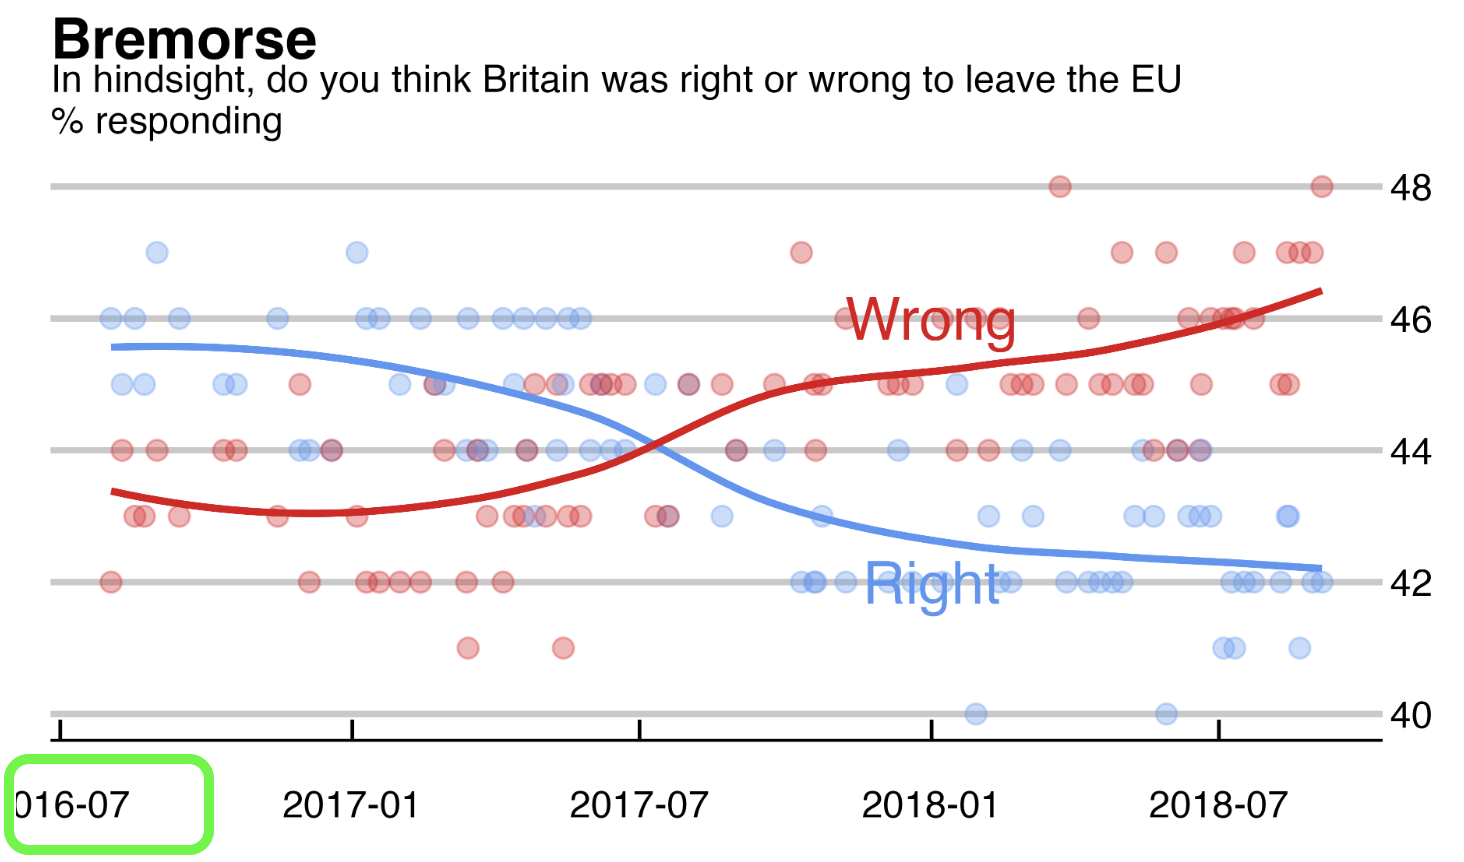 Bremorse
In hindsight, do you think Britain was right or wrong to leave the EU
% responding
48
Wrong
46
44
Right
42
40
016-07 2017-01 2017-07 2018-01 2018-07